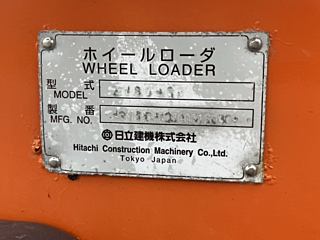 ホイールローダ
WHEEL LOADER
型式
MODEL
製番
MFG. NO.
日立建機株式会社
Hitachi Construction Machinery Co.,Ltd.
Tokyo Japan